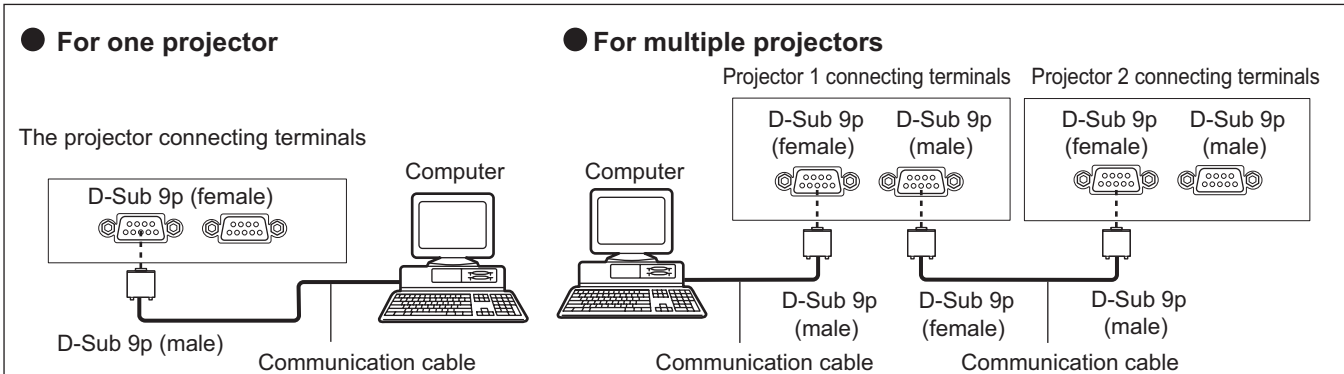 ● For one projector
The projector connecting terminals
D-Sub 9p (female)
Computer
D-Sub 9p (male)
Communication cable
● For multiple projectors
Projector 1 connecting terminals
Projector 2 connecting terminals
D-Sub 9p
(female)
D-Sub 9p
(male)
D-Sub 9p
(female)
D-Sub 9p
(male)
Computer
D-Sub 9p
(male)
D-Sub 9p
(female)
D-Sub 9p
(male)
Communication cable
Communication cable